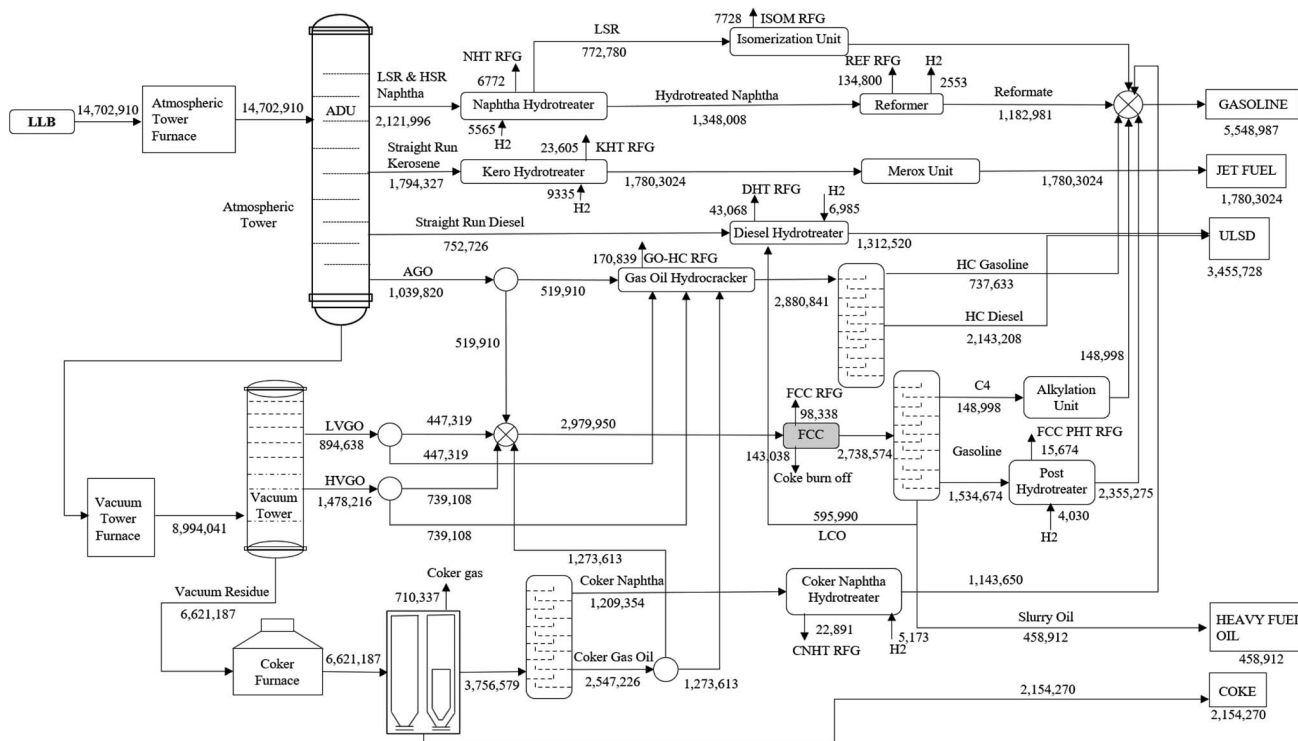 7728
ISOM RFG
LSR
772,780
Isomerization Unit
NHT RFG
6772
REF RFG
134,800
H2
2553
LSR & HSR
Naphtha
2,121,996
Naphtha Hydrotreater
5565
H2
Hydrotreated Naphtha
1,348,008
Reformer
Reformate
1,182,981
GASOLINE
5,548,987
LLB
14,702,910
Atmospheric
Tower
Furnace
14,702,910
ADU
Straight Run
Kerosene
1,794,327
23,605
KHT RFG
Kero Hydrotreater
9335
H2
1,780,3024
Merox Unit
1,780,3024
JET FUEL
1,780,3024
Atmospheric
Tower
Straight Run Diesel
752,726
DHT RFG
43,068
H2
6,985
Diesel Hydrotreater
1,312,520
ULSD
3,455,728
AGO
1,039,820
519,910
170,839
GO-HC RFG
Gas Oil Hydrocracker
2,880,841
HC Gasoline
737,633
HC Diesel
2,143,208
519,910
148,998
LVGO
894,638
447,319
447,319
2,979,950
FCC RFG
98,338
FCC
143,038
Coke burn off
2,738,574
C4
148,998
Alkylation
Unit
Gasoline
1,534,674
FCC PHT RFG
15,674
Post
Hydrotreater
2,355,275
4,030
H2
HVGO
1,478,216
739,108
739,108
Vacuum
Tower
Vacuum
Tower
Furnace
8,994,041
595,990
LCO
1,273,613
Vacuum Residue
6,621,187
Coker gas
710,337
Coker Naphtha
1,209,354
Coker Naphtha
Hydrotreater
1,143,650
22,891
CNHT RFG
5,173
H2
Slurry Oil
458,912
HEAVY FUEL
OIL
458,912
Coker
Furnace
6,621,187
3,756,579
Coker Gas Oil
2,547,226
1,273,613
2,154,270
COKE
2,154,270